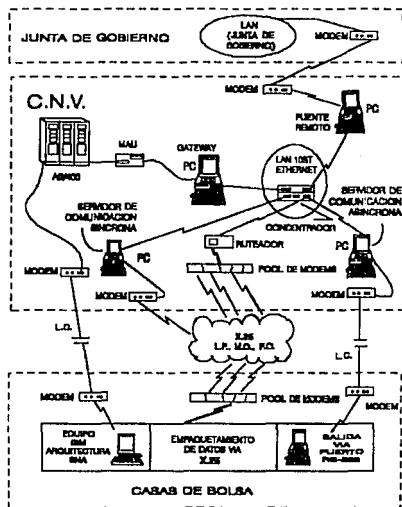 JUNTA DE GOBIERNO
LAN
(JUNTA DE
GOBIERNO)
MODEM
C.N.V.
MODEM
PC
PUENTE
REMOTO
MAU
GATEWAY
PC
LAN 10BT
ETHERNET
SERVIDOR DE
COMUNICACION
ASINCRONA
SERVIDOR DE
COMUNICACION
SINCRONA
CONCENTRADOR
PC
PC
RUTEADOR
POOL DE MODEMS
MODEM
MODEM
MODEM
X.25
L.P., M.O., F.O.
MODEM
POOL DE MODEMS
MODEM
EQUIPO
IBM
ARQUITECTURA
SNA
EMPAQUETAMIENTO
DE DATOS VIA
X.25
SALIDA
VIA
PUERTO
CASAS DE BOLSA